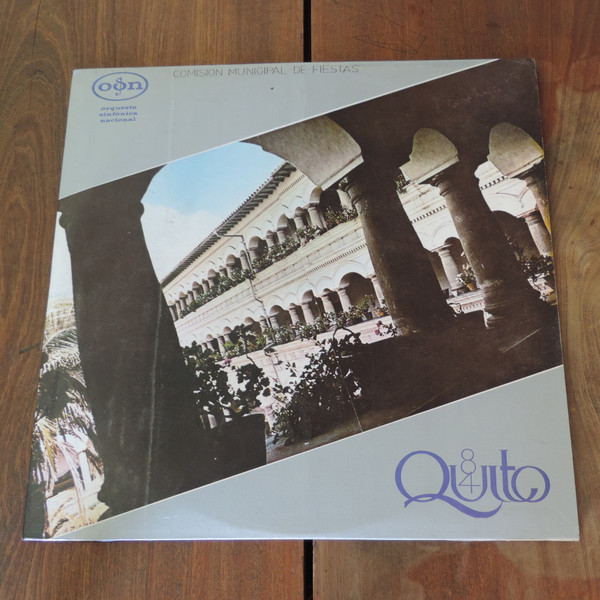 COMISION MUNICIPAL DE FIESTAS
osn
orquesta
sinfónica
nacional
Quito
84